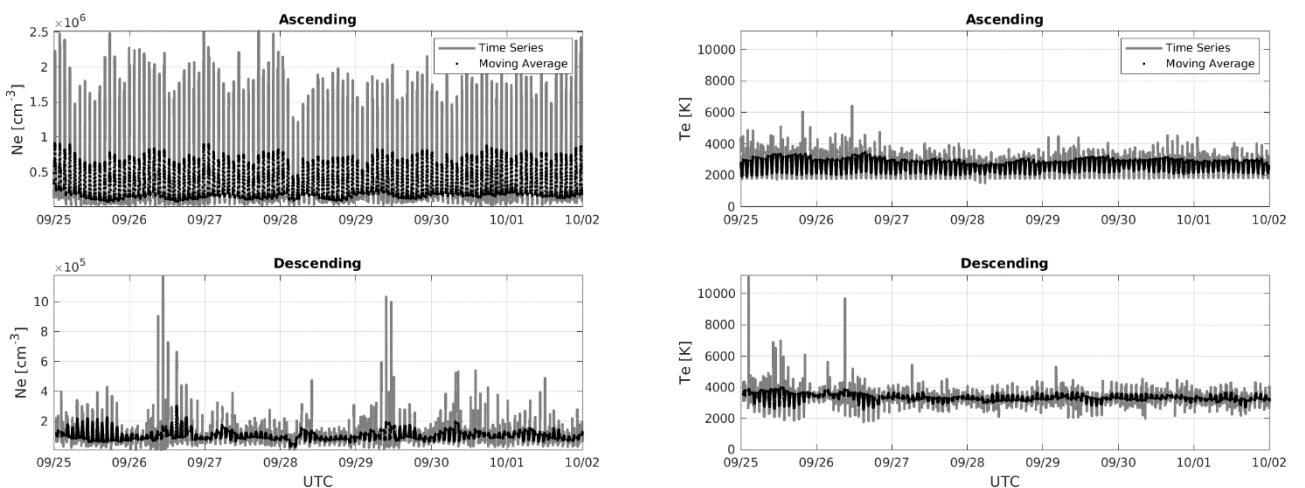 Ascending
×10⁶
2.5
2
1.5
1
0.5
Ne [cm⁻³]
Time Series
Moving Average
09/25 09/26 09/27 09/28 09/29 09/30 10/01 10/02
Ascending
10000
8000
6000
4000
2000
0
Te [K]
Time Series
Moving Average
09/25 09/26 09/27 09/28 09/29 09/30 10/01 10/02
Descending
×10⁵
10
8
6
4
2
Ne [cm⁻³]
09/25 09/26 09/27 09/28 09/29 09/30 10/01 10/02
UTC
Descending
10000
8000
6000
4000
2000
0
Te [K]
09/25 09/26 09/27 09/28 09/29 09/30 10/01 10/02
UTC